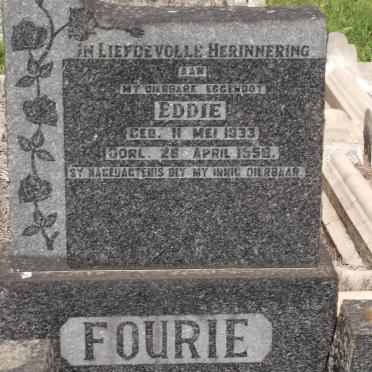 IN LIEFDEVOLLE HERINNERING
AAN
MY DIERBARE EGGENOOT
EDDIE
GEB. 11 MEI 1933
OORL. 26 APRIL 1958.
SY NAGEDAGTENIS BLY MY INNIG DIERBAAR.
FOURIE